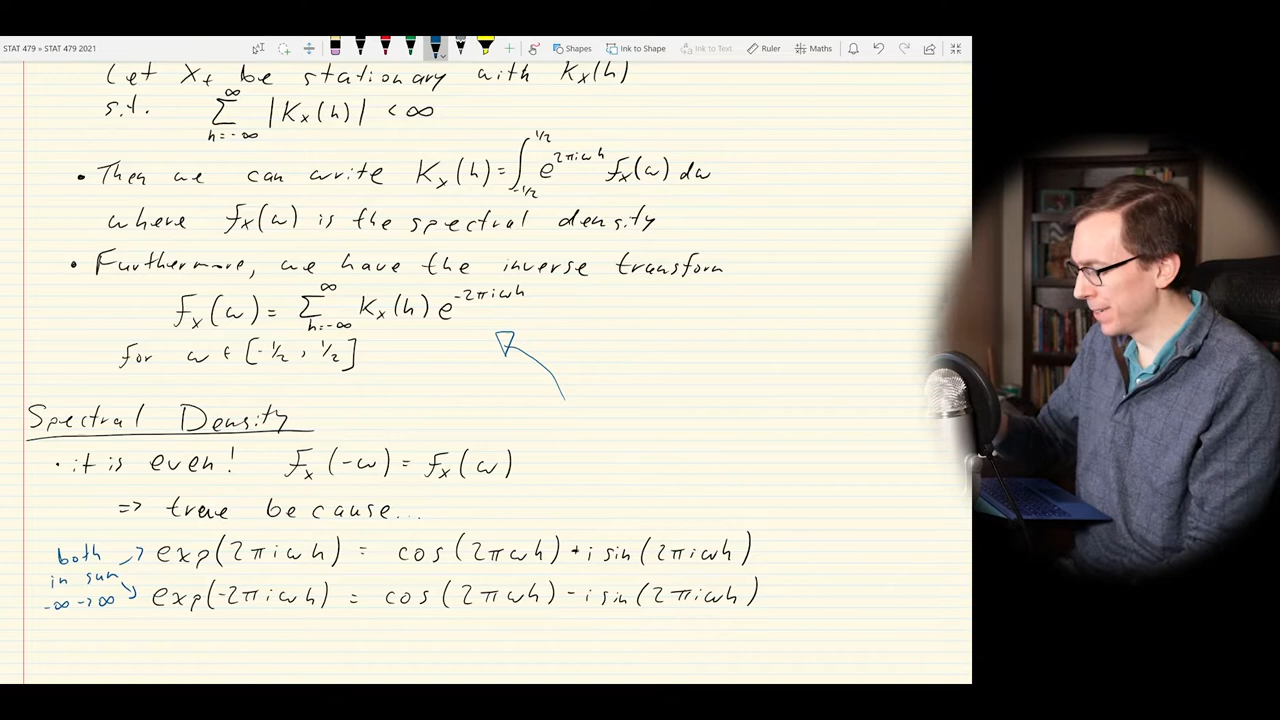 STAT 479 » STAT 479 2021
Shapes Ink to Shape Ink to Text Ruler Maths
Let Xt be stationary with Kx(h)
s.t. ∑_{h=-∞}^{∞} |Kx(h)| < ∞
• Then we can write Kx(h) = ∫_{-1/2}^{1/2} e^{2πiωh} fx(ω) dω
where fx(ω) is the spectral density
• Furthermore, we have the inverse transform
fx(ω) = ∑_{h=-∞}^{∞} Kx(h) e^{-2πiωh}
for ω ∈ [-1/2, 1/2]
Spectral Density
• it is even! fx(-ω) = fx(ω)
=> true because...
both in sum -∞ -> ∞
exp(2πiωh) = cos(2πωh) + i sin(2πiωh)
exp(-2πiωh) = cos(2πωh) - i sin(2πiωh)